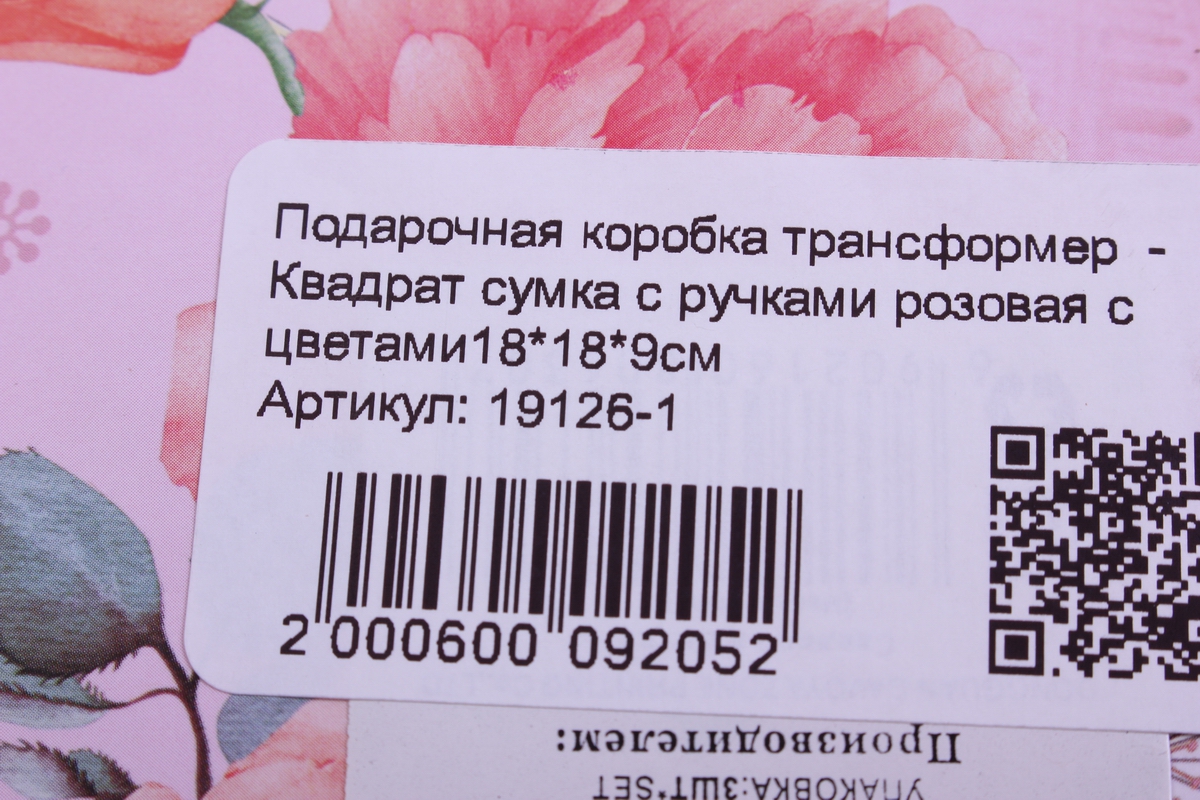 Подарочная коробка трансформер -
Квадрат сумка с ручками розовая с
цветами18*18*9см
Артикул: 19126-1
2 000600 092052
Производителем:
УПАКОВКА:3ШТ*SET